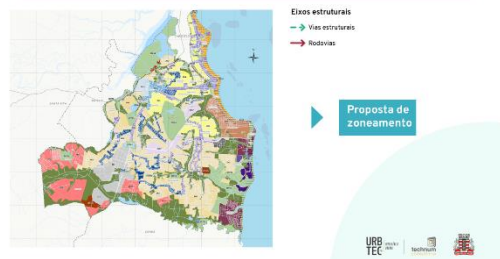 Eixos estruturais
Vias estruturais
Rodovias
Proposta de
zoneamento
URB
TEC
technum